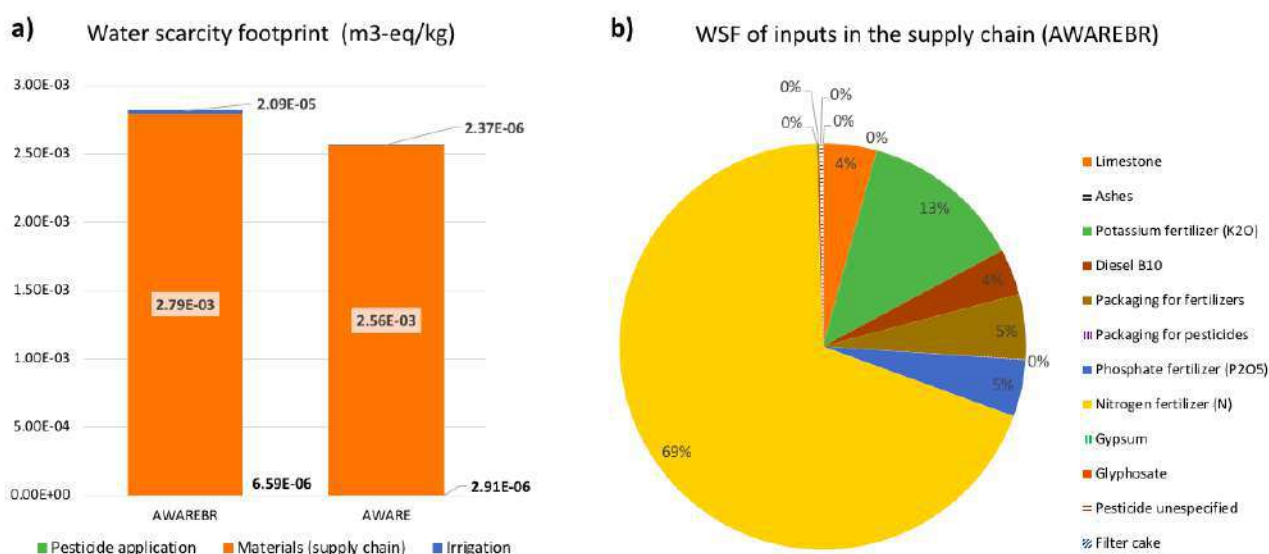 a) Water scarcity footprint (m3-eq/kg)
3.00E-03
2.50E-03
2.00E-03
1.50E-03
1.00E-03
5.00E-04
0.00E+00
2.09E-05
2.37E-06
2.79E-03
2.56E-03
6.59E-06
2.91E-06
AWAREBR
AWARE
Pesticide application
Materials (supply chain)
Irrigation
b) WSF of inputs in the supply chain (AWAREBR)
0%
0%
0%
0%
0%
4%
13%
4%
5%
0%
5%
69%
Limestone
Ashes
Potassium fertilizer (K2O)
Diesel B10
Packaging for fertilizers
Packaging for pesticides
Phosphate fertilizer (P2O5)
Nitrogen fertilizer (N)
Gypsum
Glyphosate
Pesticide unespecified
Filter cake